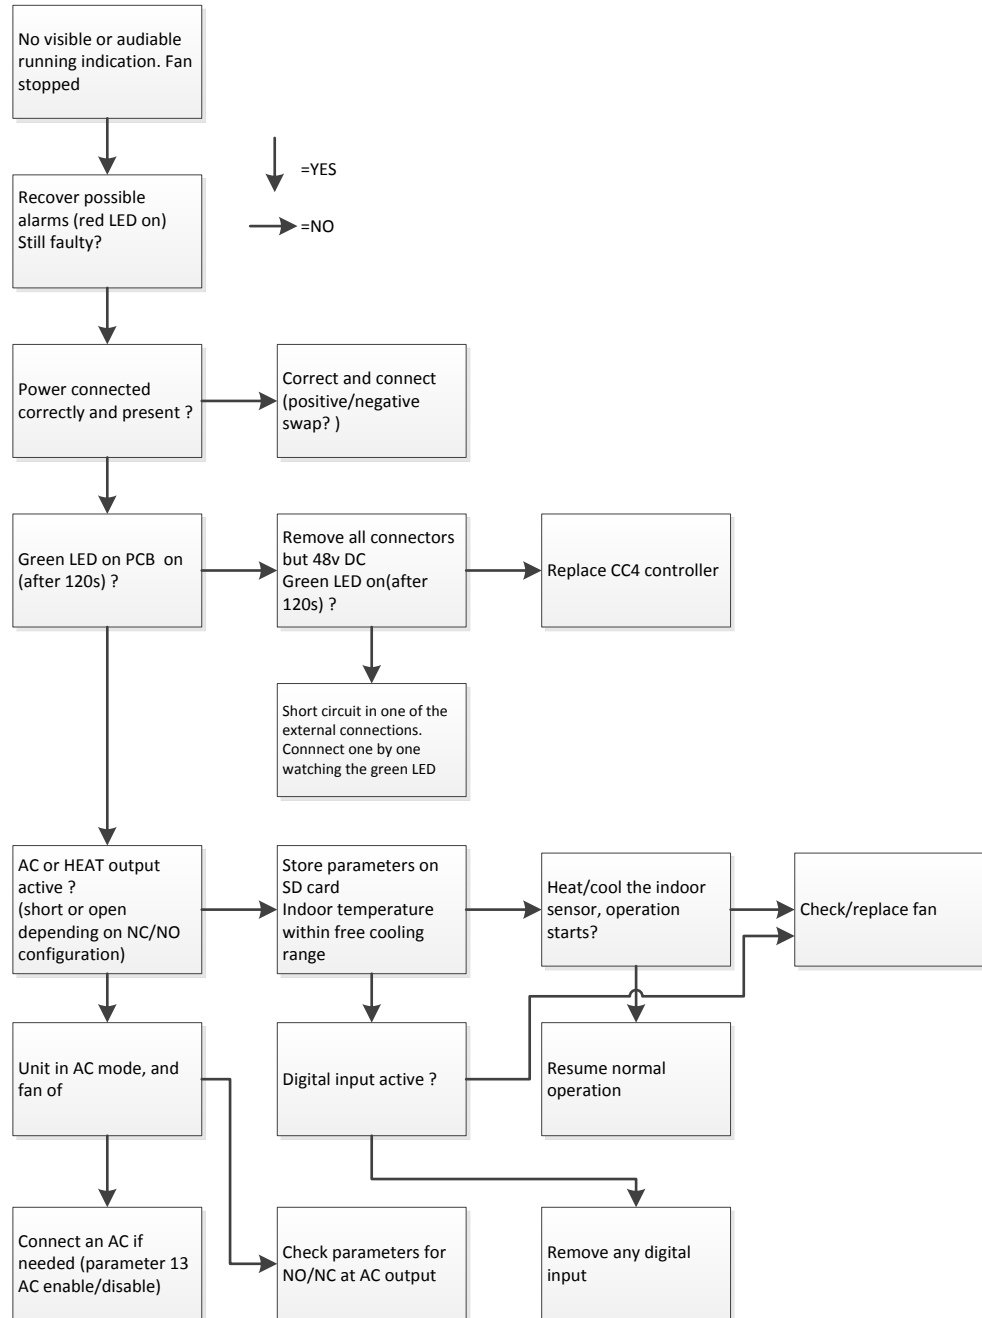 No visible or audiable
running indication. Fan
stopped
=YES
=NO
Recover possible
alarms (red LED on)
Still faulty?
Power connected
correctly and present ?
Correct and connect
(positive/negative
swap? )
Green LED on PCB on
(after 120s) ?
Remove all connectors
but 48v DC
Green LED on(after
120s) ?
Replace CC4 controller
Short circuit in one of the
external connections.
Connnect one by one
watching the green LED
AC or HEAT output
active ?
(short or open
depending on NC/NO
configuration)
Store parameters on
SD card
Indoor temperature
within free cooling
range
Heat/cool the indoor
sensor, operation
starts?
Check/replace fan
Unit in AC mode, and
fan of
Digital input active ?
Resume normal
operation
Connect an AC if
needed (parameter 13
AC enable/disable)
Check parameters for
NO/NC at AC output
Remove any digital
input